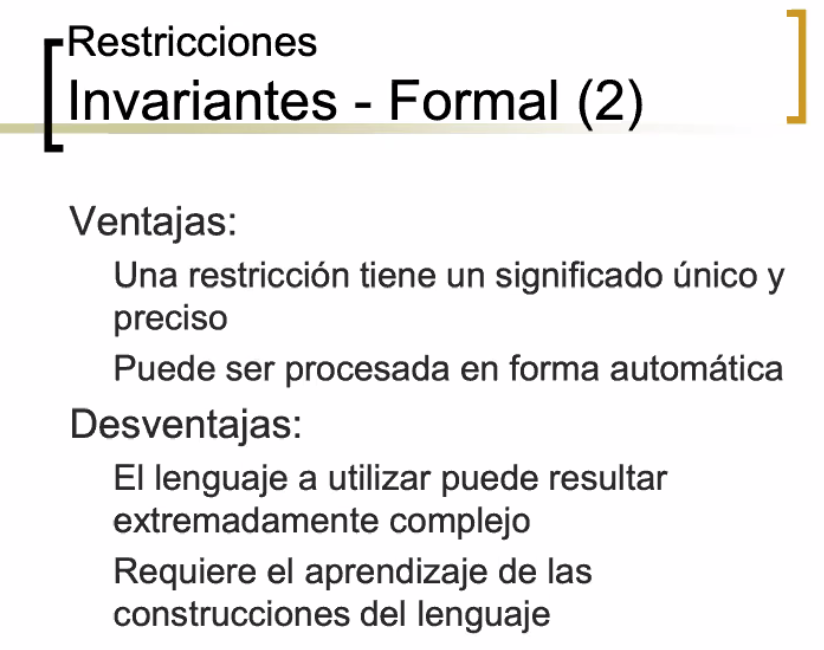 Restricciones
Invariantes - Formal (2)
Ventajas:
Una restricción tiene un significado único y
preciso
Puede ser procesada en forma automática
Desventajas:
El lenguaje a utilizar puede resultar
extremadamente complejo
Requiere el aprendizaje de las
construcciones del lenguaje